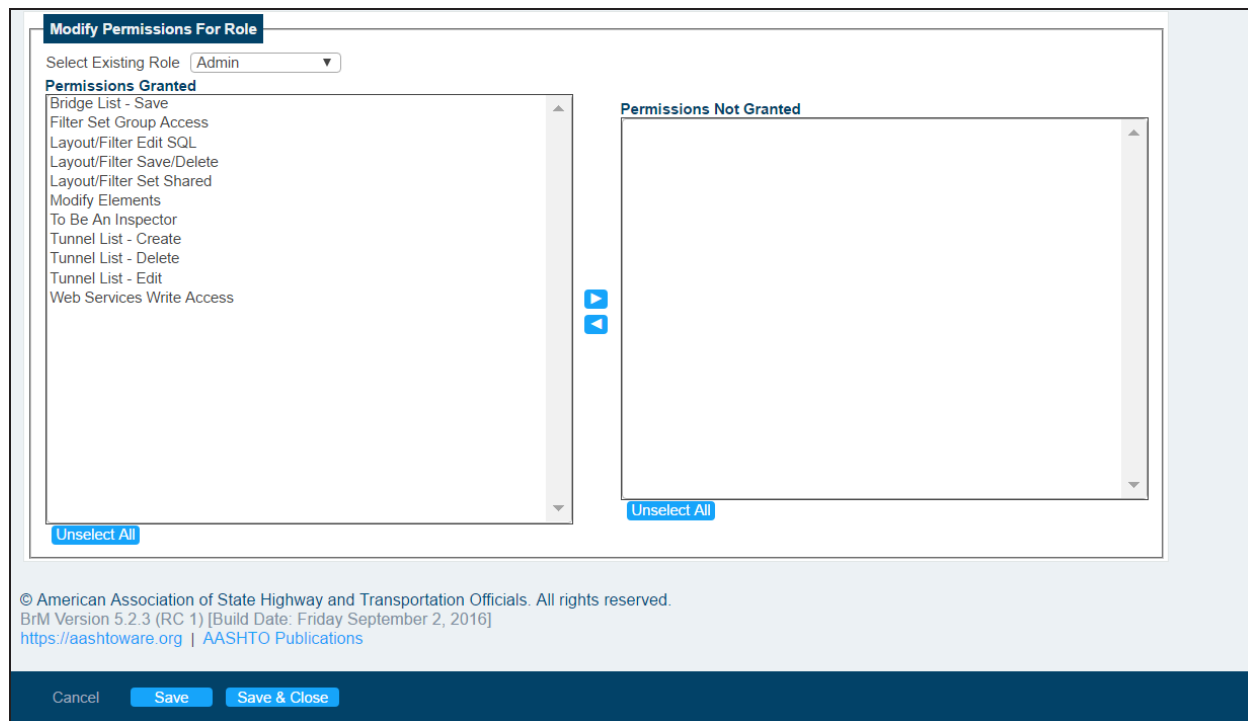 Modify Permissions For Role
Select Existing Role Admin
Permissions Granted
Bridge List - Save
Filter Set Group Access
Layout/Filter Edit SQL
Layout/Filter Save/Delete
Layout/Filter Set Shared
Modify Elements
To Be An Inspector
Tunnel List - Create
Tunnel List - Delete
Tunnel List - Edit
Web Services Write Access
Unselect All
Permissions Not Granted
Unselect All
© American Association of State Highway and Transportation Officials. All rights reserved.
BrM Version 5.2.3 (RC 1) [Build Date: Friday September 2, 2016]
https://aashtoware.org | AASHTO Publications
Cancel Save Save & Close